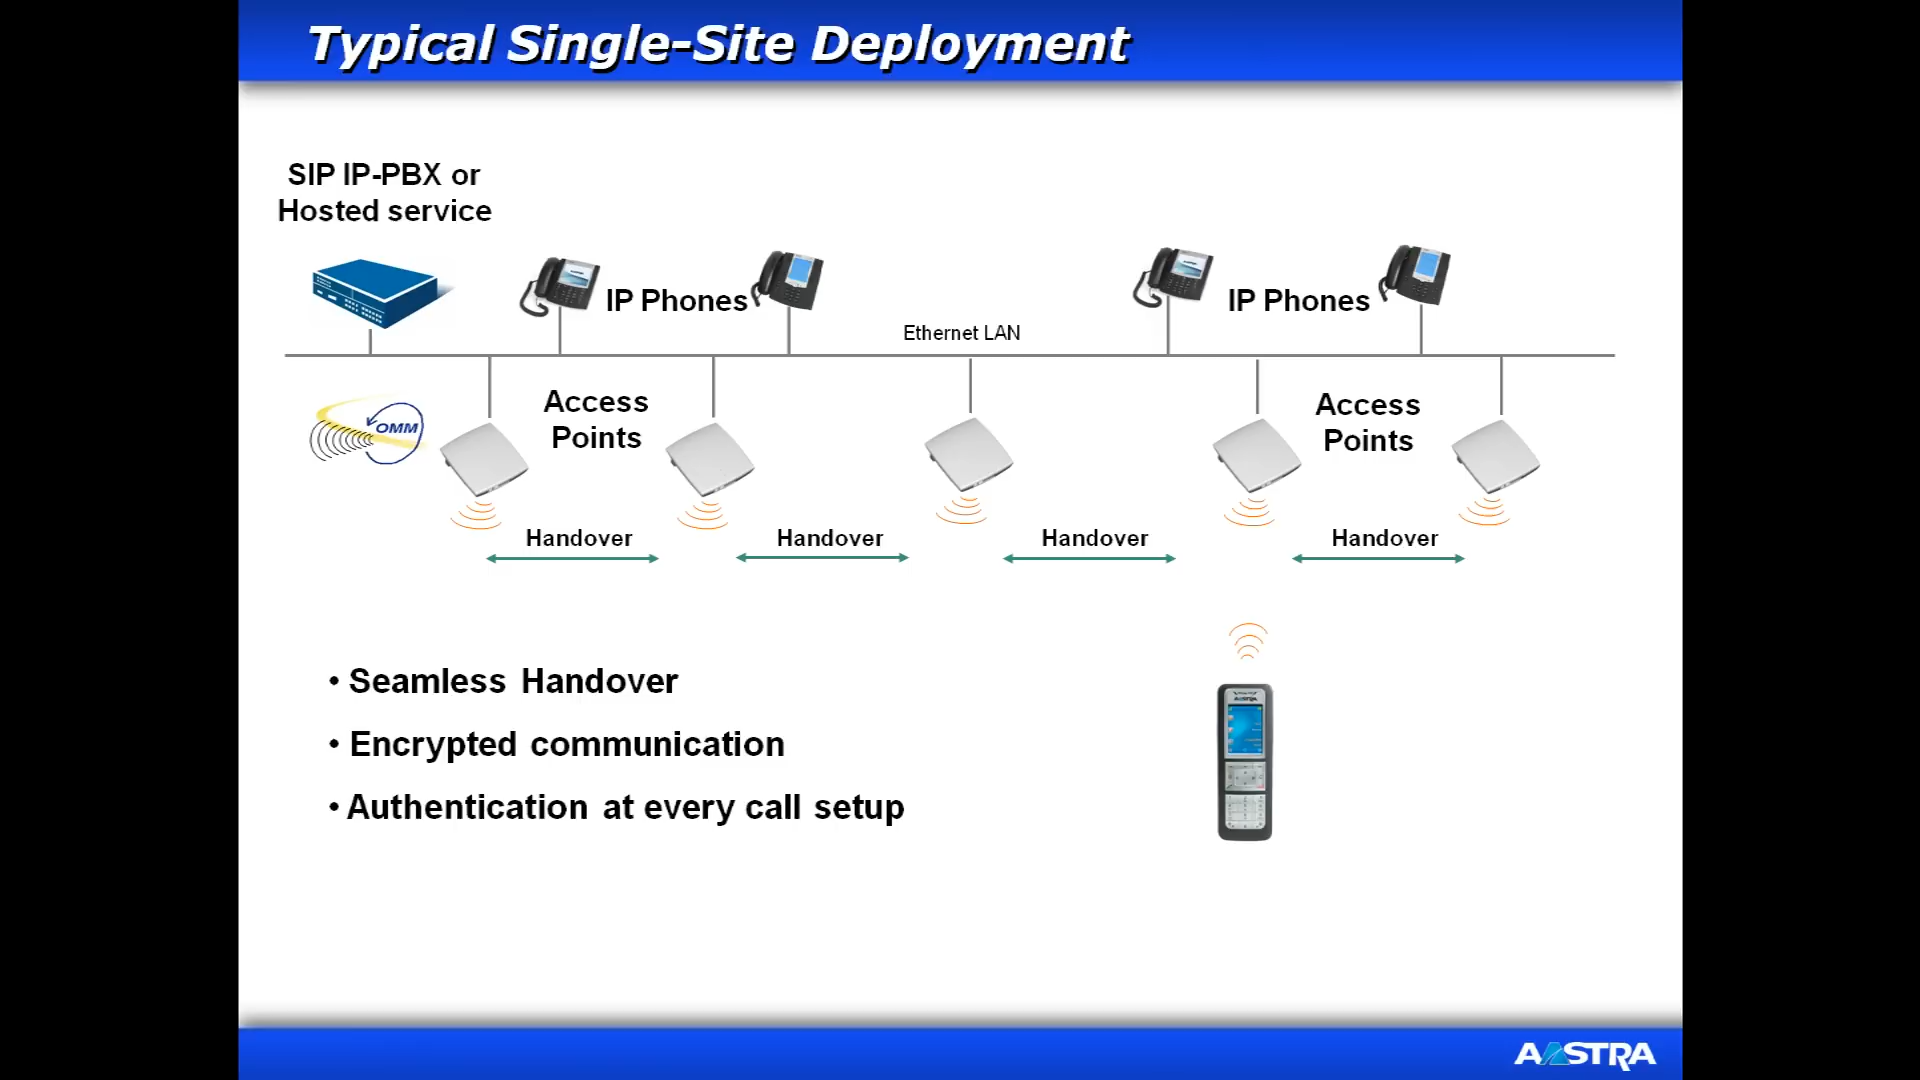 Typical Single-Site Deployment
SIP IP-PBX or
Hosted service
IP Phones
IP Phones
Ethernet LAN
Access
Points
Access
Points
OMM
Handover
Handover
Handover
Handover
• Seamless Handover
• Encrypted communication
• Authentication at every call setup
AASTRA
AASTRA